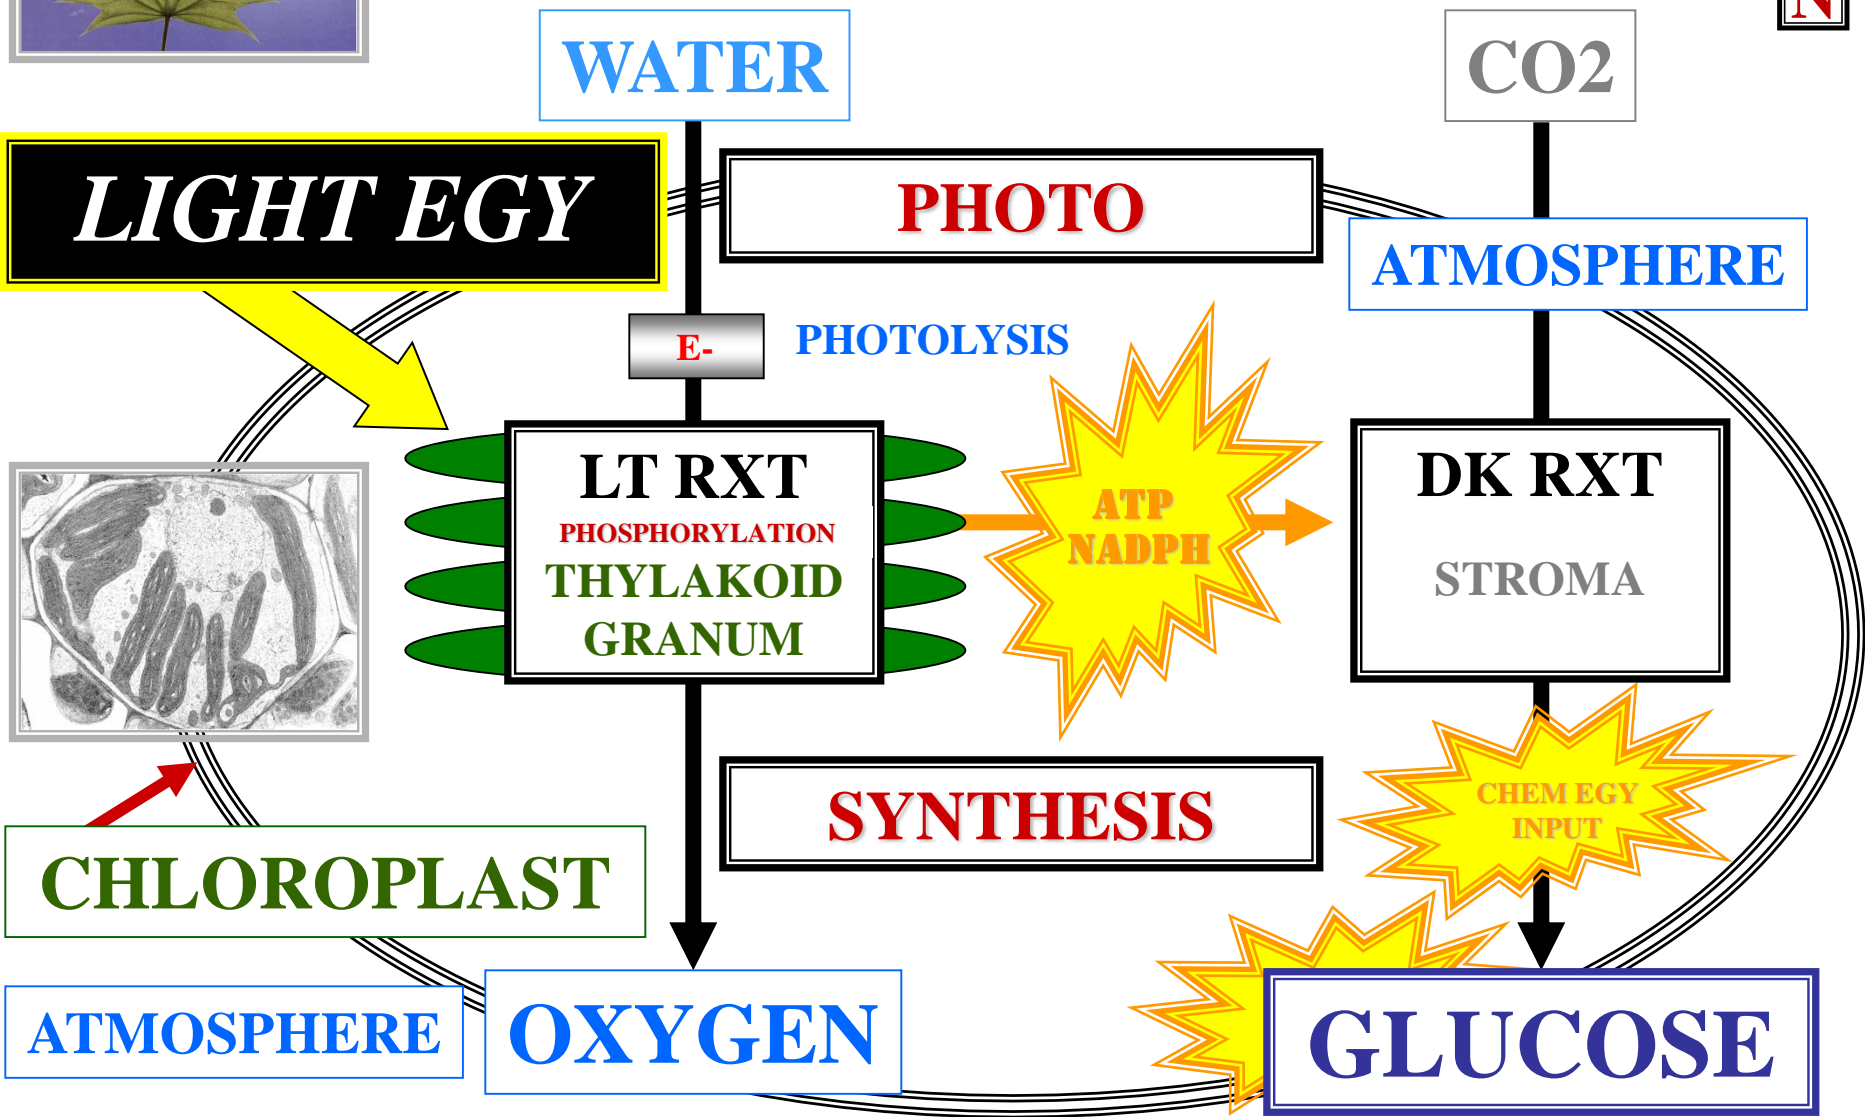 N
WATER
CO2
LIGHT EGY
PHOTO
ATMOSPHERE
E-
PHOTOLYSIS
LT RXT
PHOSPHORYLATION
THYLAKOID
GRANUM
ATP
NADPH
DK RXT
STROMA
CHEM EGY
INPUT
SYNTHESIS
CHLOROPLAST
ATMOSPHERE
OXYGEN
GLUCOSE